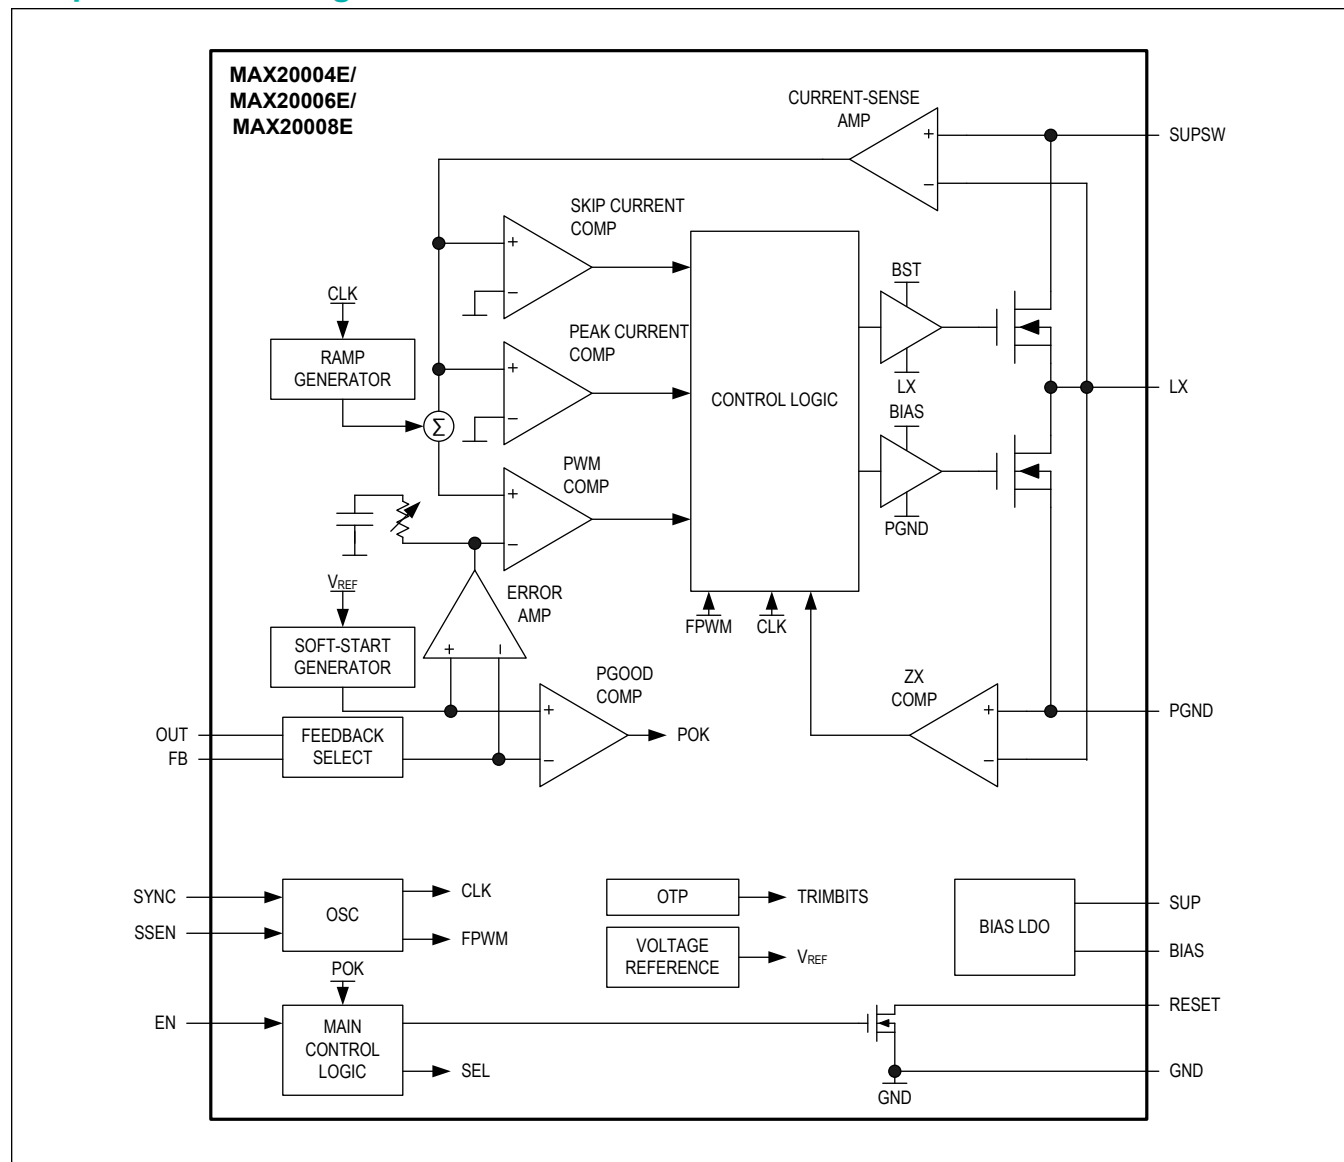 MAX20004E/
MAX20006E/
MAX20008E
CURRENT-SENSE
AMP
+
−
SUPSW
SKIP CURRENT
COMP
+
−
CLK
RAMP
GENERATOR
PEAK CURRENT
COMP
+
−
Σ
CONTROL LOGIC
BST
LX
LX
BIAS
PGND
PWM
COMP
+
−
VREF
ERROR
AMP
+
−
SOFT-START
GENERATOR
FPWM
CLK
PGOOD
COMP
+
−
POK
ZX
COMP
+
−
PGND
OUT
FB
FEEDBACK
SELECT
SYNC
SSEN
OSC
CLK
FPWM
OTP
TRIMBITS
VOLTAGE
REFERENCE
VREF
BIAS LDO
SUP
BIAS
POK
EN
MAIN
CONTROL
LOGIC
SEL
RESET
GND
GND